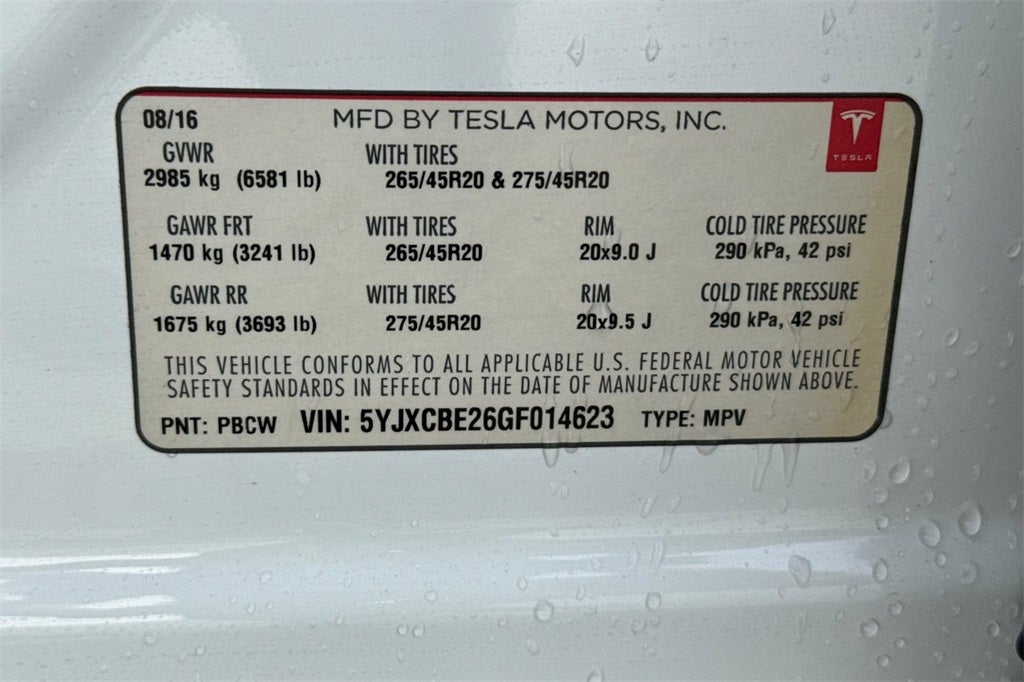 08/16 MFD BY TESLA MOTORS, INC.
TESLA
GVWR WITH TIRES
2985 kg (6581 lb) 265/45R20 & 275/45R20
GAWR FRT WITH TIRES RIM COLD TIRE PRESSURE
1470 kg (3241 lb) 265/45R20 20x9.0 J 290 kPa, 42 psi
GAWR RR WITH TIRES RIM COLD TIRE PRESSURE
1675 kg (3693 lb) 275/45R20 20x9.5 J 290 kPa, 42 psi
THIS VEHICLE CONFORMS TO ALL APPLICABLE U.S. FEDERAL MOTOR VEHICLE
SAFETY STANDARDS IN EFFECT ON THE DATE OF MANUFACTURE SHOWN ABOVE.
PNT: PBCW VIN: 5YJXCBE26GF014623 TYPE: MPV